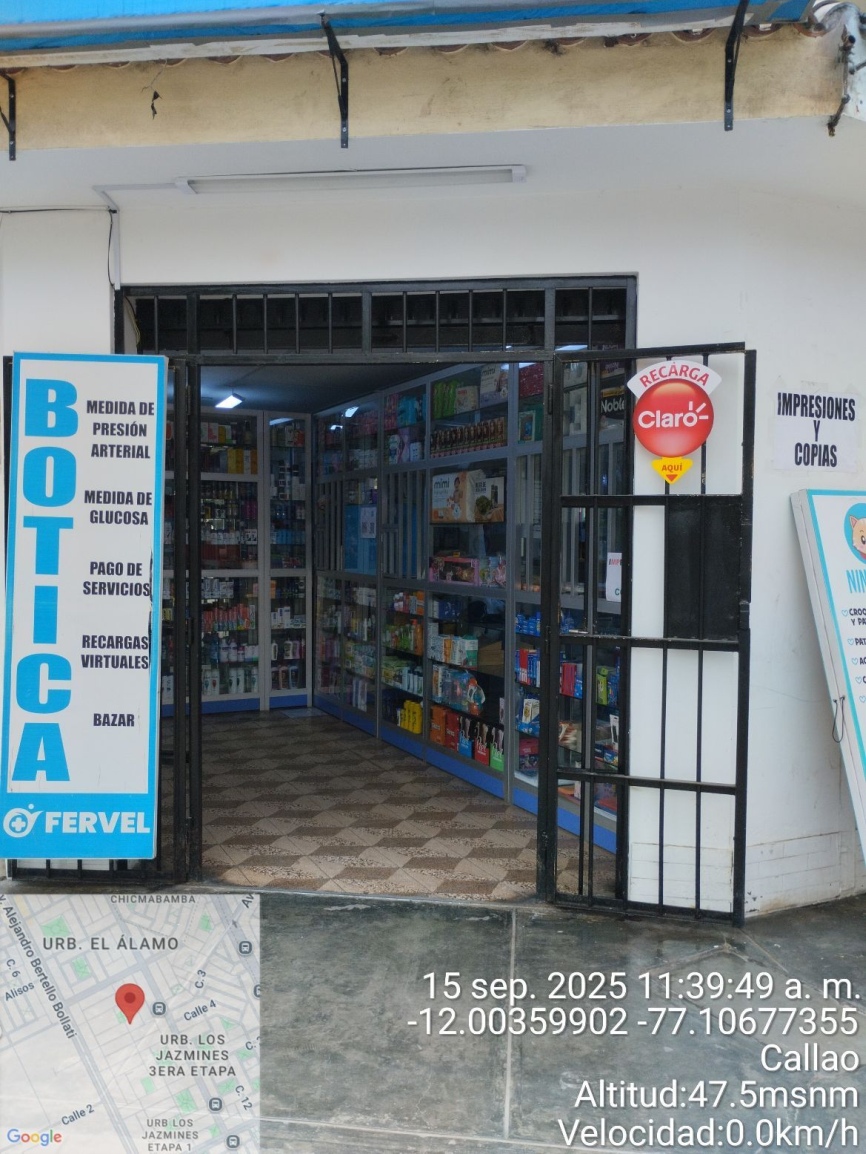 RECARGA
Claro
AQUÍ
Noble
IMPRESIONES
Y
COPIAS
BOTICA
MEDIDA DE
PRESIÓN
ARTERIAL
MEDIDA DE
GLUCOSA
PAGO DE
SERVICIOS
RECARGAS
VIRTUALES
BAZAR
FERVEL
mimi
CHICMABAMBA
URB. EL ÁLAMO
Alejandro Bertello Bollati
C. 6
Alisos
C. 3
Calle 4
URB. LOS
JAZMINES
3ERA ETAPA
C. 12
Calle 2
URB. LOS
JAZMINES
ETAPA 1
Google
15 sep. 2025 11:39:49 a. m.
-12.00359902 -77.10677355
Callao
Altitud:47.5msnm
Velocidad:0.0km/h